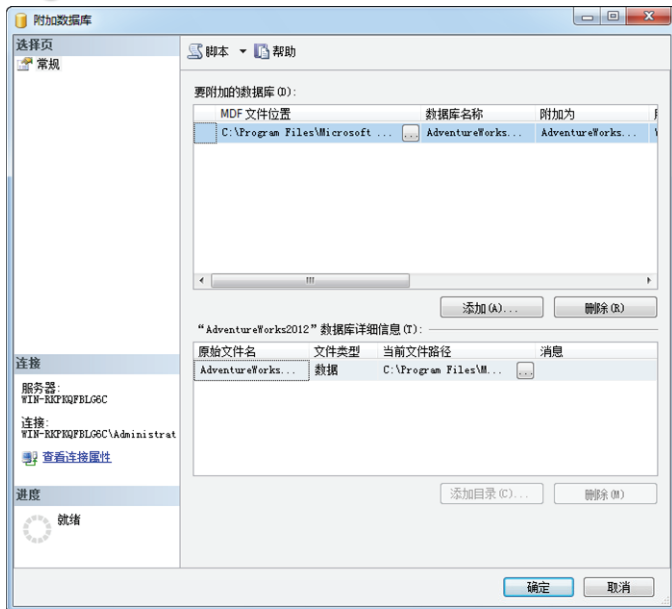 附加数据库
选择页
常规
脚本 帮助
要附加的数据库(D):
MDF 文件位置 数据库名称 附加为
C:\Program Files\Microsoft ... ... AdventureWorks... AdventureWorks...
添加(A)... 删除(R)
“AdventureWorks2012”数据库详细信息(T):
原始文件名 文件类型 当前文件路径 消息
AdventureWorks... 数据 C:\Program Files\M... ...
添加目录(C)... 删除(M)
连接
服务器:
WIN-RKPKQFBLG6C
连接:
WIN-RKPKQFBLG6C\Administrat
查看连接属性
进度
就绪
确定 取消